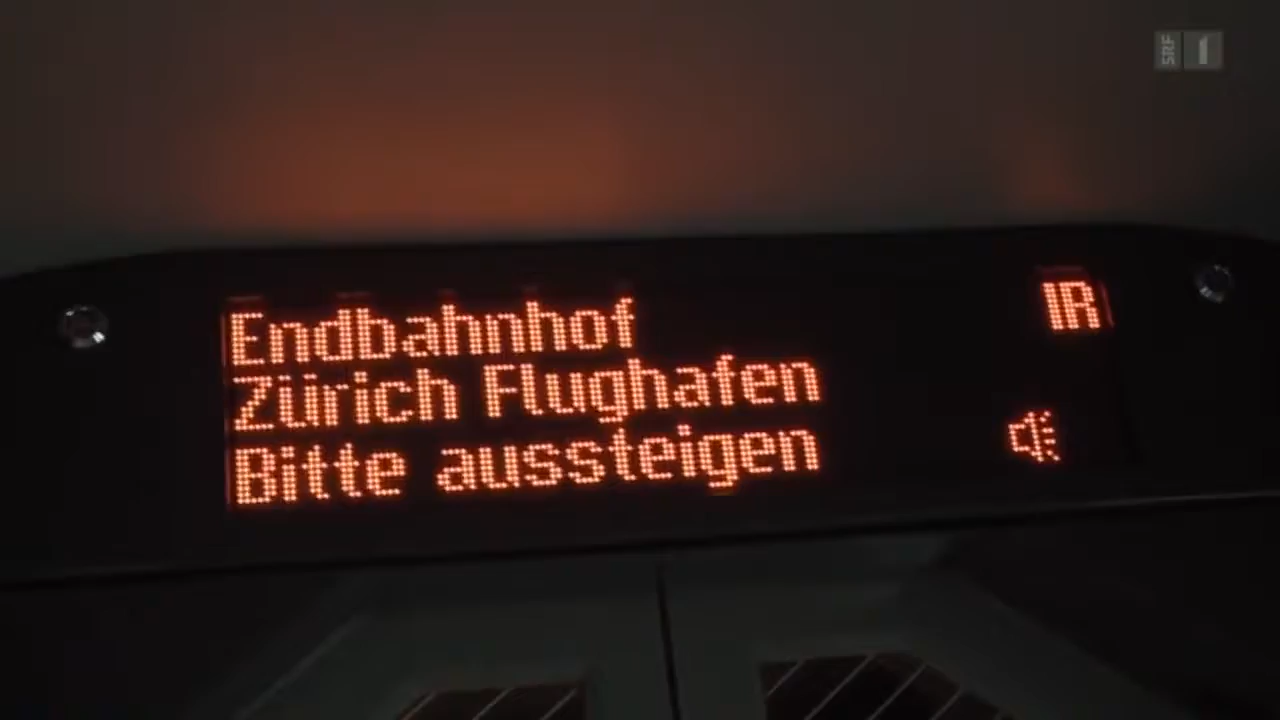 SRF 1
Endbahnhof
IR
Zürich Flughafen
Bitte aussteigen